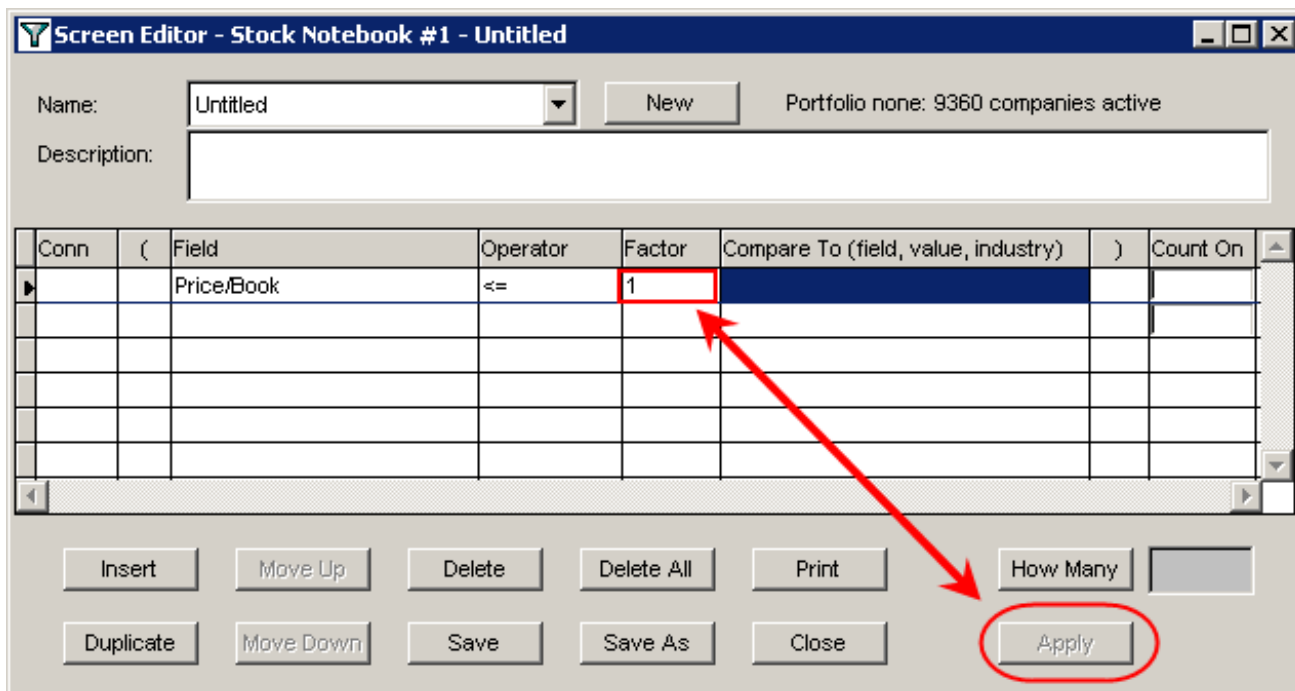 Screen Editor - Stock Notebook #1 - Untitled
Name: Untitled New Portfolio none: 9360 companies active
Description:
Conn ( Field Operator Factor Compare To (field, value, industry) ) Count On
Price/Book <= 1
Insert Move Up Delete Delete All Print How Many
Duplicate Move Down Save Save As Close Apply